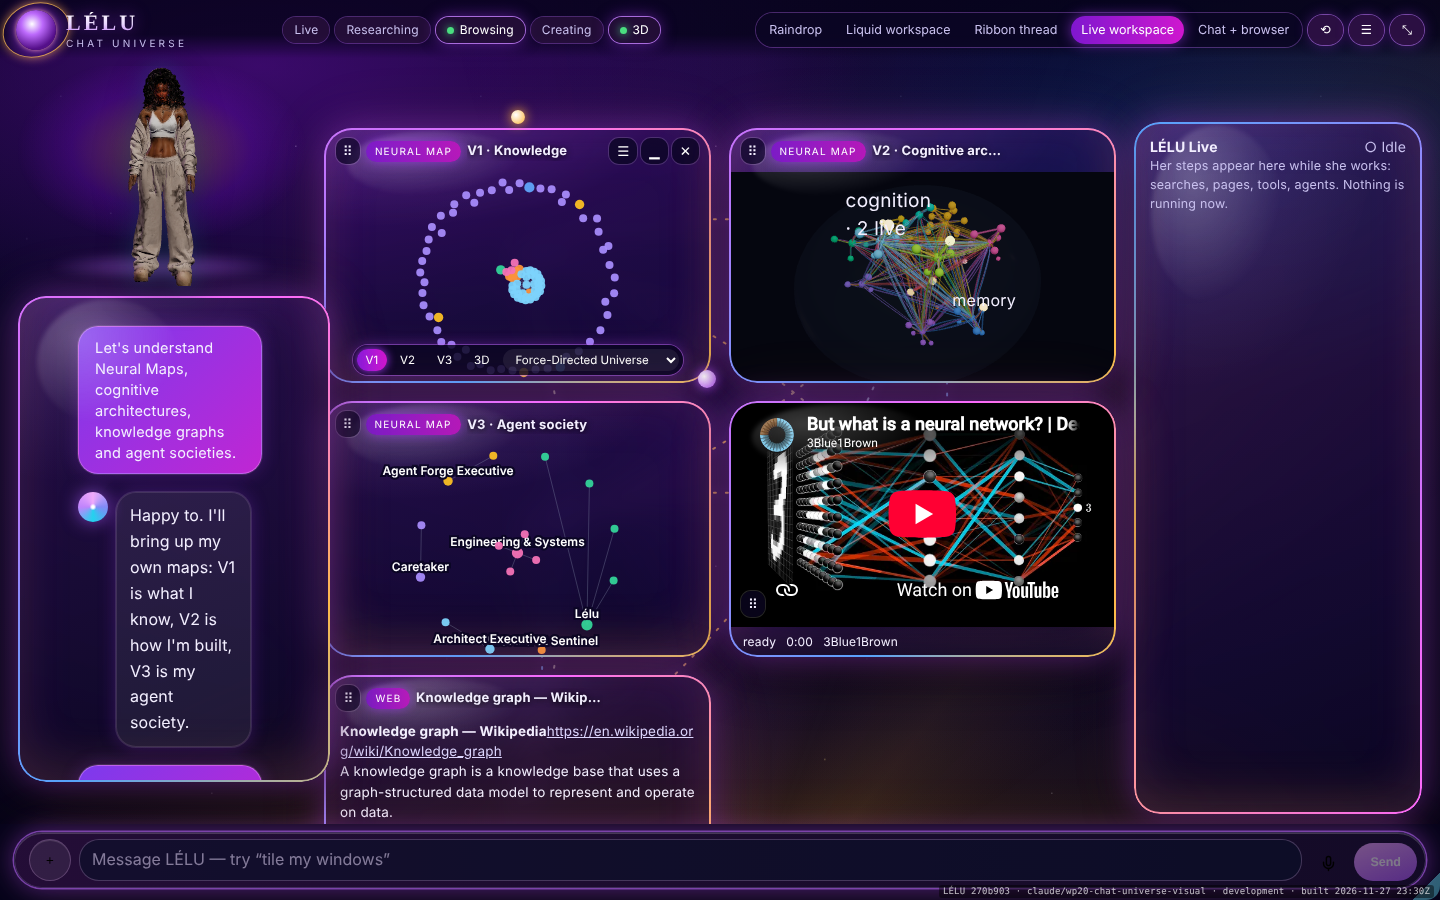 LÉLU
CHAT UNIVERSE
Live
Researching
Browsing
Creating
3D
Raindrop
Liquid workspace
Ribbon thread
Live workspace
Chat + browser
Let's understand
Neural Maps,
cognitive
architectures,
knowledge graphs
and agent societies.
Happy to. I'll
bring up my
own maps: V1
is what I
know, V2 is
how I'm built,
V3 is my
agent
society.
NEURAL MAP
V1 · Knowledge
V1
V2
V3
3D
Force-Directed Universe
NEURAL MAP
V2 · Cognitive arc...
cognition
· 2 live
memory
NEURAL MAP
V3 · Agent society
Agent Forge Executive
Engineering & Systems
Caretaker
Lélu
Architect Executive
Sentinel
But what is a neural network? | De
3Blue1Brown
3
Watch on YouTube
ready 0:00 3Blue1Brown
WEB
Knowledge graph — Wikip...
Knowledge graph — Wikipediahttps://en.wikipedia.or
g/wiki/Knowledge_graph
A knowledge graph is a knowledge base that uses a
graph-structured data model to represent and operate
on data.
LÉLU Live
Idle
Her steps appear here while she works:
searches, pages, tools, agents. Nothing is
running now.
Message LÉLU — try “tile my windows”
Send
LÉLU 270b903 · claude/wp20-chat-universe-visual · development · built 2026-11-27 23:30Z